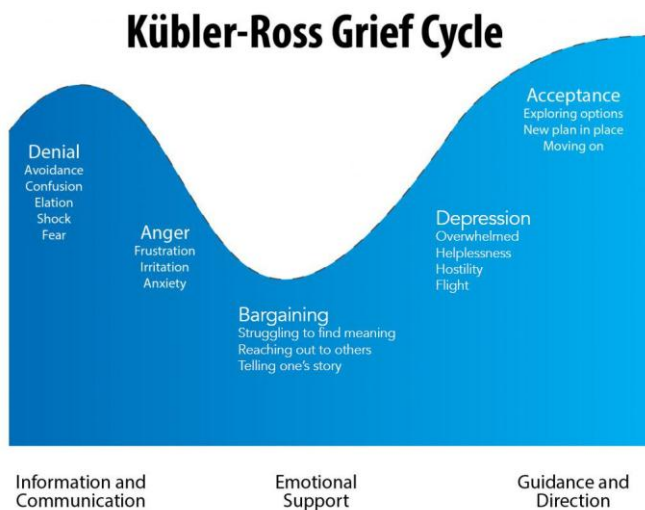 Kübler-Ross Grief Cycle
Denial
Avoidance
Confusion
Elation
Shock
Fear
Anger
Frustration
Irritation
Anxiety
Bargaining
Struggling to find meaning
Reaching out to others
Telling one's story
Depression
Overwhelmed
Helplessness
Hostility
Flight
Acceptance
Exploring options
New plan in place
Moving on
Information and
Communication
Emotional
Support
Guidance and
Direction